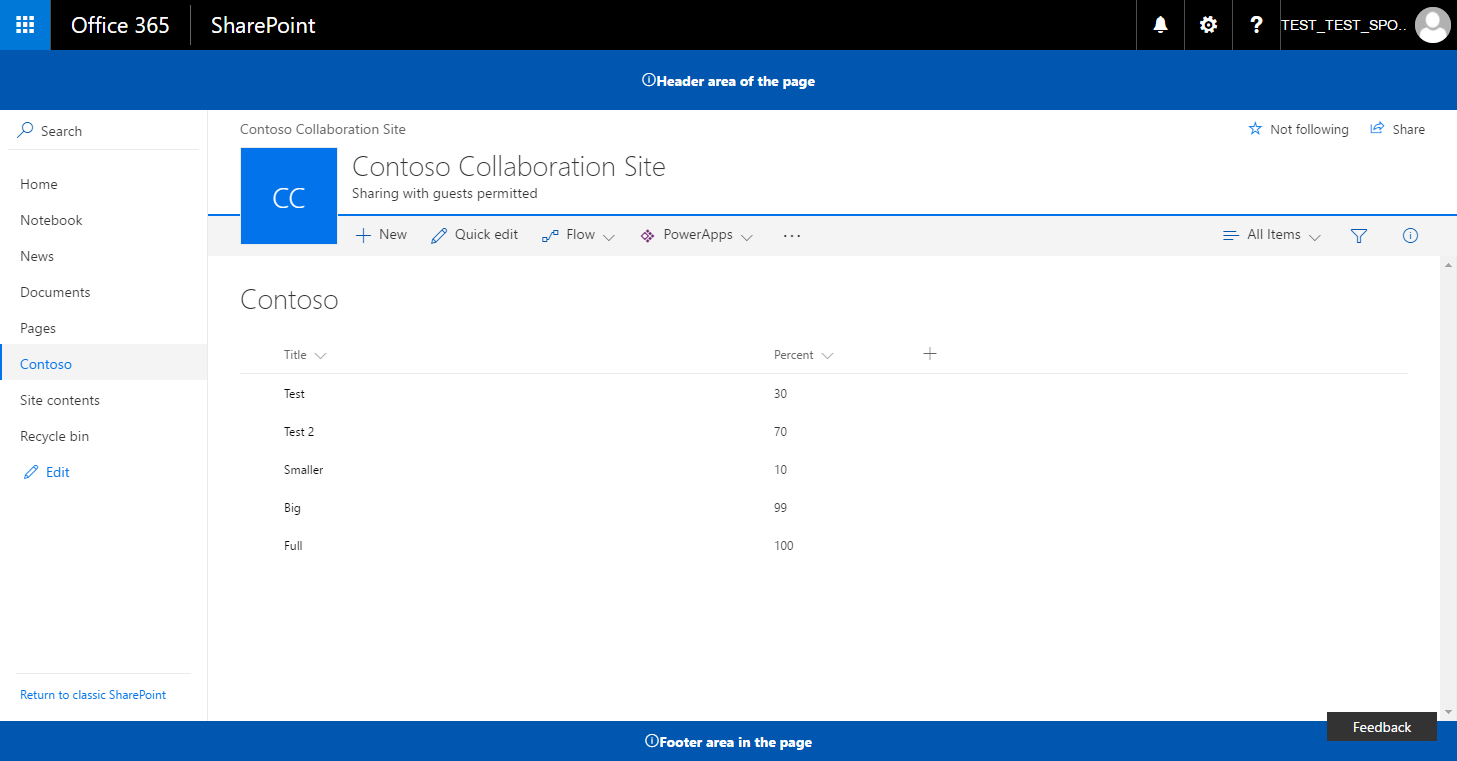 Office 365 SharePoint ? TEST_TEST_SPO..
Header area of the page
Search
Home
Notebook
News
Documents
Pages
Contoso
Site contents
Recycle bin
Edit
Return to classic SharePoint
Contoso Collaboration Site
Not following Share
CC
Contoso Collaboration Site
Sharing with guests permitted
New Quick edit Flow PowerApps ... All Items
Contoso
Title Percent
Test 30
Test 2 70
Smaller 10
Big 99
Full 100
Feedback
Footer area in the page